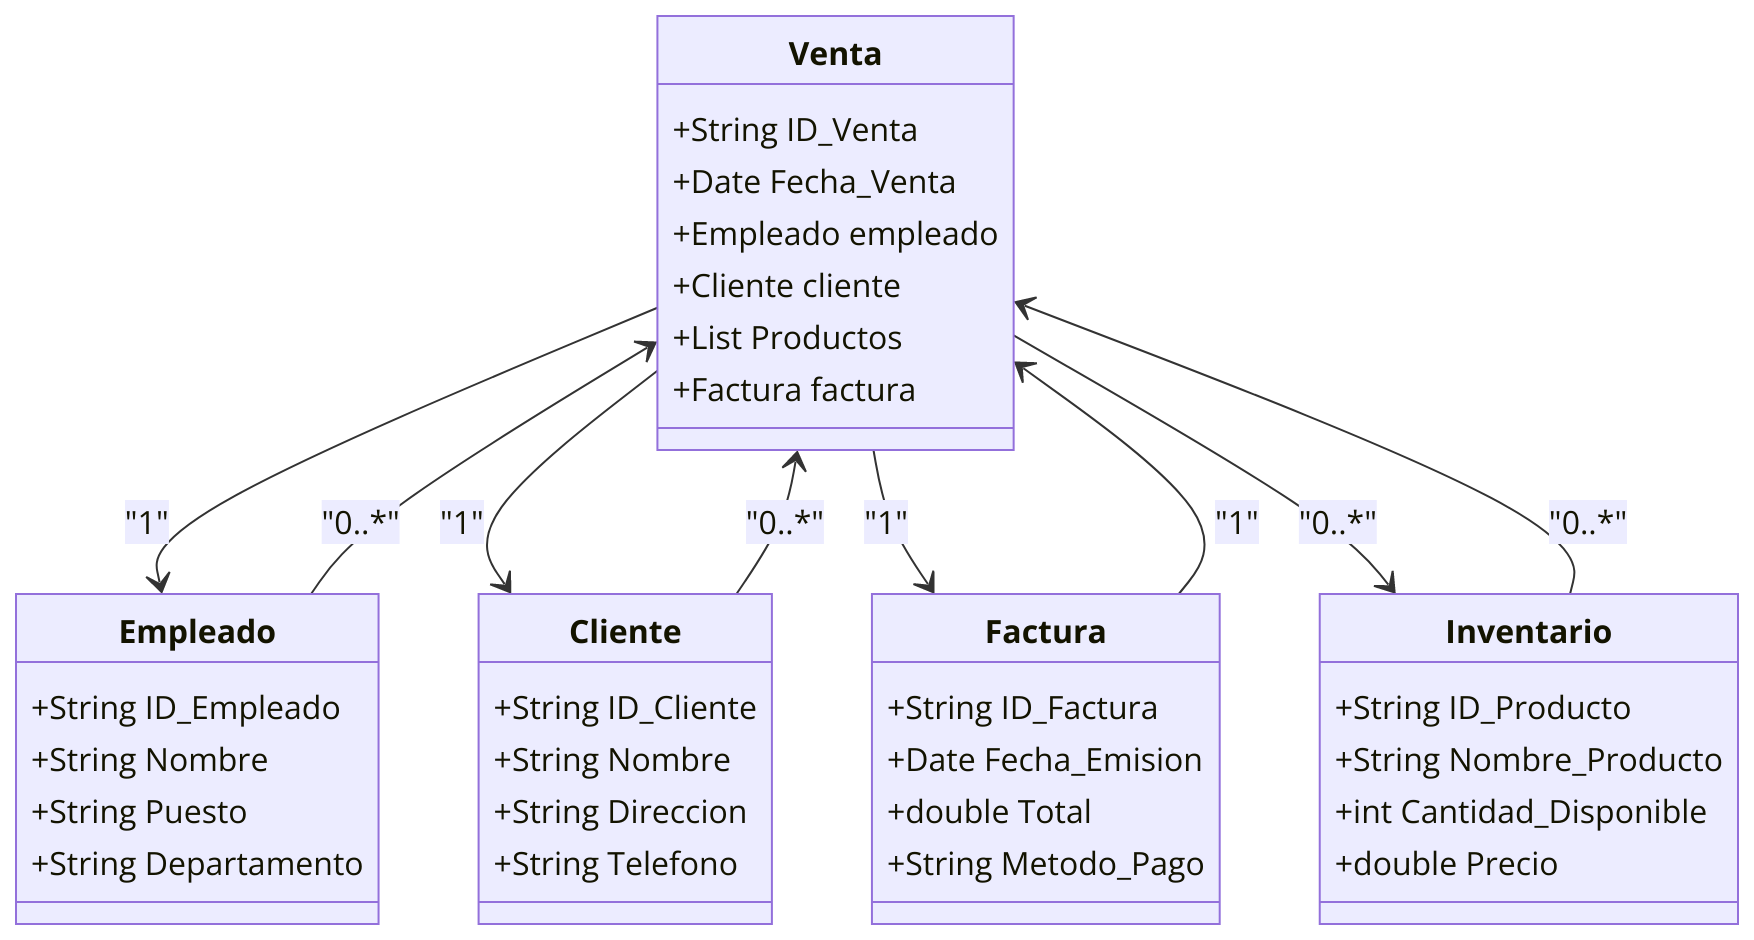 Venta
+String ID_Venta
+Date Fecha_Venta
+Empleado empleado
+Cliente cliente
+List Productos
+Factura factura
"1"
"0..*"
"1"
"0..*"
"1"
"1"
"0..*"
"0..*"
Empleado
+String ID_Empleado
+String Nombre
+String Puesto
+String Departamento
Cliente
+String ID_Cliente
+String Nombre
+String Direccion
+String Telefono
Factura
+String ID_Factura
+Date Fecha_Emision
+double Total
+String Metodo_Pago
Inventario
+String ID_Producto
+String Nombre_Producto
+int Cantidad_Disponible
+double Precio